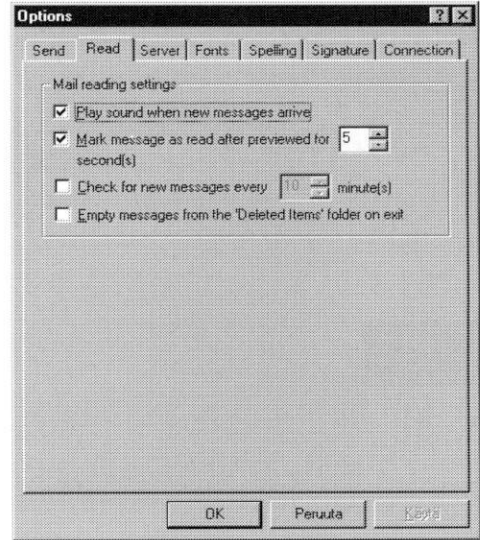 Options
Send Read Server Fonts Spelling Signature Connection
Mail reading settings
Play sound when new messages arrive
Mark message as read after previewed for 5
second(s)
Check for new messages every 10 minute(s)
Empty messages from the 'Deleted Items' folder on exit
OK Peruuta Käytä